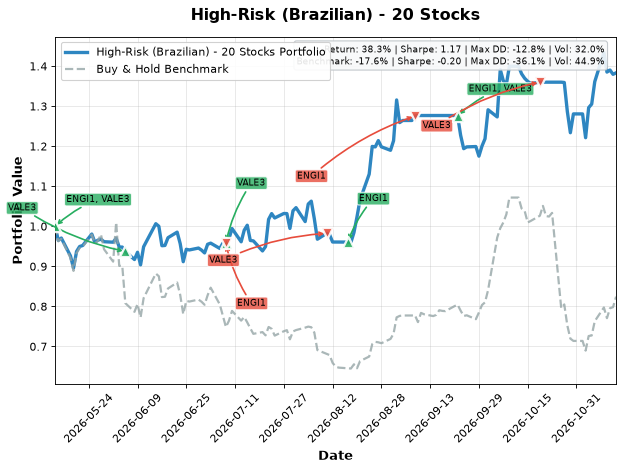 High-Risk (Brazilian) - 20 Stocks
High-Risk (Brazilian) - 20 Stocks Portfolio
Buy & Hold Benchmark
eturn: 38.3% | Sharpe: 1.17 | Max DD: -12.8% | Vol: 32.0%
Benchmark: -17.6% | Sharpe: -0.20 | Max DD: -36.1% | Vol: 44.9%
Portfolio Value
1.4
1.3
1.2
1.1
1.0
0.9
0.8
0.7
VALE3
ENGI1, VALE3
VALE3
VALE3
ENGI1
ENGI1
ENGI1
VALE3
ENGI1, VALE3
2026-05-24
2026-06-09
2026-06-25
2026-07-11
2026-07-27
2026-08-12
2026-08-28
2026-09-13
2026-09-29
2026-10-15
2026-10-31
Date